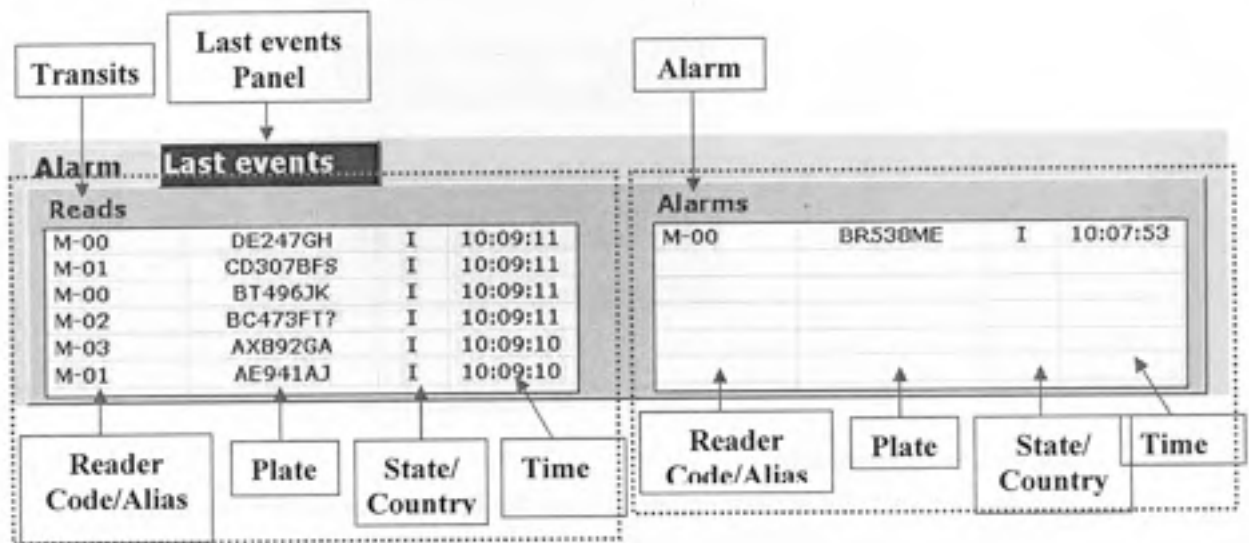 Transits
Last events
Panel
Alarm
Alarm Last events
Reads
M-00 DE247GH I 10:09:11
M-01 CD307BFS I 10:09:11
M-00 BT496JK I 10:09:11
M-02 BC473FT? I 10:09:11
M-03 AX892GA I 10:09:10
M-01 AE941AJ I 10:09:10
Reader
Code/Alias
Plate
State/
Country
Time
Alarms
M-00 BR538ME I 10:07:53
Reader
Code/Alias
Plate
State/
Country
Time